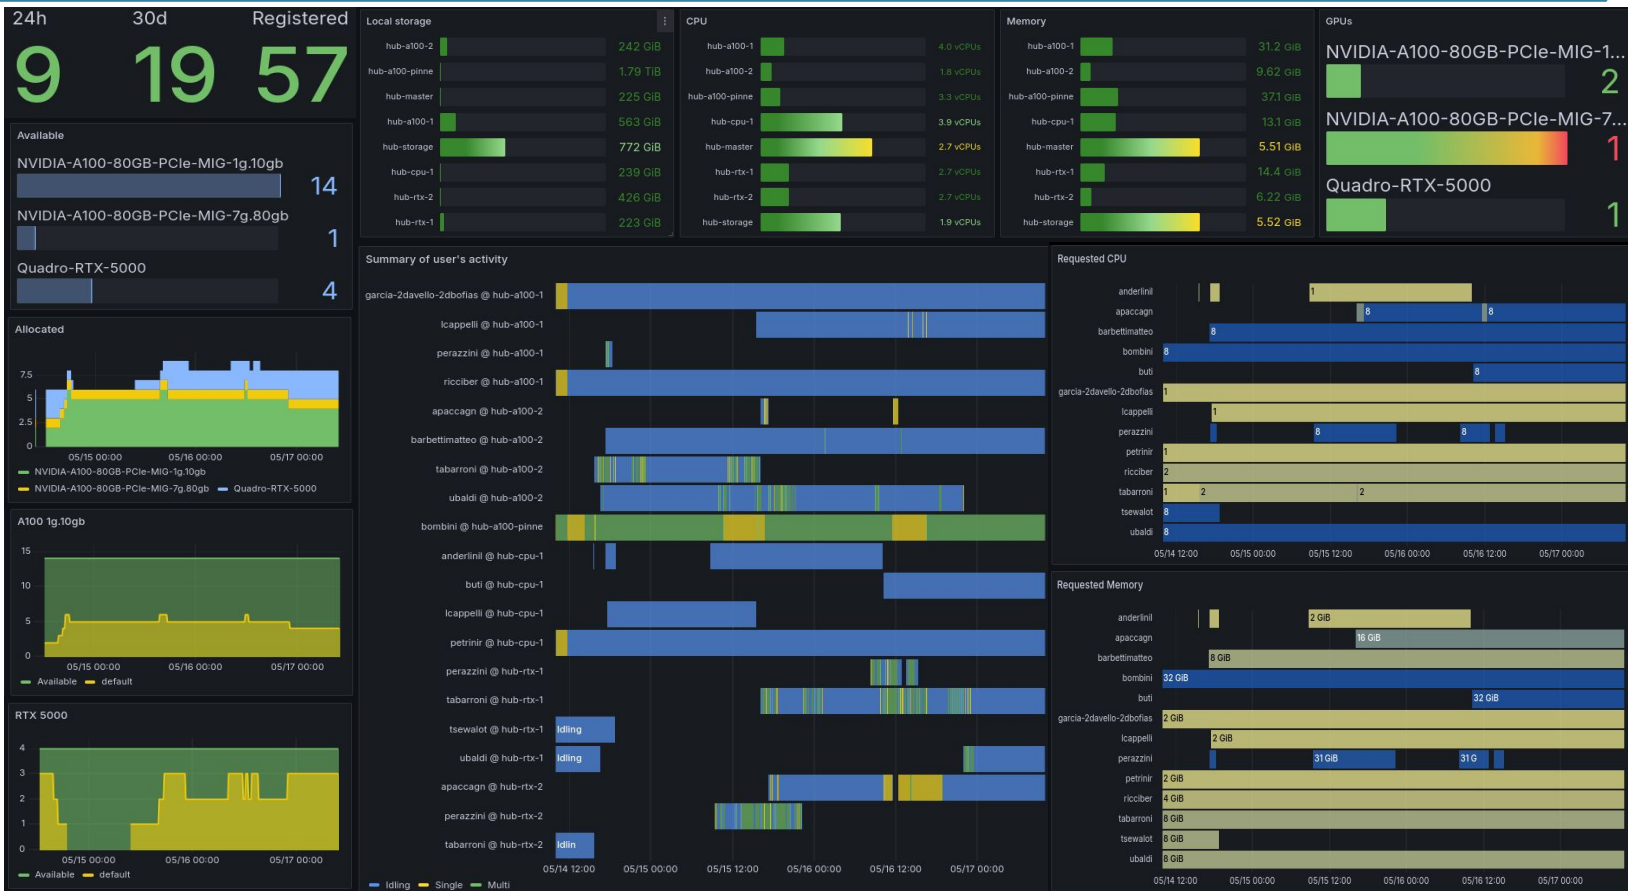 24h 30d Registered
9 19 57
Available
NVIDIA-A100-80GB-PCIe-MIG-1g.10gb
14
NVIDIA-A100-80GB-PCIe-MIG-7g.80gb
1
Quadro-RTX-5000
4
Allocated
7.5
5
2.5
0
05/15 00:00 05/16 00:00 05/17 00:00
NVIDIA-A100-80GB-PCIe-MIG-1g.10gb
NVIDIA-A100-80GB-PCIe-MIG-7g.80gb Quadro-RTX-5000
A100 1g.10gb
15
10
5
0
05/15 00:00 05/16 00:00 05/17 00:00
Available default
RTX 5000
4
3
2
1
0
05/15 00:00 05/16 00:00 05/17 00:00
Available default
Local storage
hub-a100-2 242 GiB
hub-a100-pinne 1.79 TiB
hub-master 225 GiB
hub-a100-1 563 GiB
hub-storage 772 GiB
hub-cpu-1 239 GiB
hub-rtx-2 426 GiB
hub-rtx-1 223 GiB
CPU
hub-a100-1 4.0 vCPUs
hub-a100-2 1.8 vCPUs
hub-a100-pinne 3.3 vCPUs
hub-cpu-1 3.9 vCPUs
hub-master 2.7 vCPUs
hub-rtx-1 2.7 vCPUs
hub-rtx-2 2.7 vCPUs
hub-storage 1.9 vCPUs
Memory
hub-a100-1 31.2 GiB
hub-a100-2 9.62 GiB
hub-a100-pinne 37.1 GiB
hub-cpu-1 13.1 GiB
hub-master 5.51 GiB
hub-rtx-1 14.4 GiB
hub-rtx-2 6.22 GiB
hub-storage 5.52 GiB
GPUs
NVIDIA-A100-80GB-PCIe-MIG-1...
2
NVIDIA-A100-80GB-PCIe-MIG-7...
1
Quadro-RTX-5000
1
Summary of user's activity
garcia-2davello-2dbofias @ hub-a100-1
lcappelli @ hub-a100-1
perazzini @ hub-a100-1
ricciber @ hub-a100-1
apaccagn @ hub-a100-2
barbettimatteo @ hub-a100-2
tabarroni @ hub-a100-2
ubaldi @ hub-a100-2
bombini @ hub-a100-pinne
anderlinil @ hub-cpu-1
buti @ hub-cpu-1
lcappelli @ hub-cpu-1
petrinir @ hub-cpu-1
perazzini @ hub-rtx-1
tabarroni @ hub-rtx-1
tsewalot @ hub-rtx-1 Idling
ubaldi @ hub-rtx-1 Idling
apaccagn @ hub-rtx-2
perazzini @ hub-rtx-2
tabarroni @ hub-rtx-2 Idlin
05/14 12:00 05/15 00:00 05/15 12:00 05/16 00:00 05/16 12:00 05/17 00:00
Idling Single Multi
Requested CPU
anderlinil 1
apaccagn 8 8
barbettimatteo 8
bombini 8
buti 8
garcia-2davello-2dbofias 1
lcappelli 1
perazzini 8 8
petrinir 1
ricciber 2
tabarroni 1 2 2
tsewalot 8
ubaldi 8
05/14 12:00 05/15 00:00 05/15 12:00 05/16 00:00 05/16 12:00 05/17 00:00
Requested Memory
anderlinil 2 GiB
apaccagn 16 GiB
barbettimatteo 8 GiB
bombini 32 GiB
buti 32 GiB
garcia-2davello-2dbofias 2 GiB
lcappelli 2 GiB
perazzini 31 GiB 31 G
petrinir 2 GiB
ricciber 4 GiB
tabarroni 8 GiB
tsewalot 8 GiB
ubaldi 8 GiB
05/14 12:00 05/15 00:00 05/15 12:00 05/16 00:00 05/16 12:00 05/17 00:00